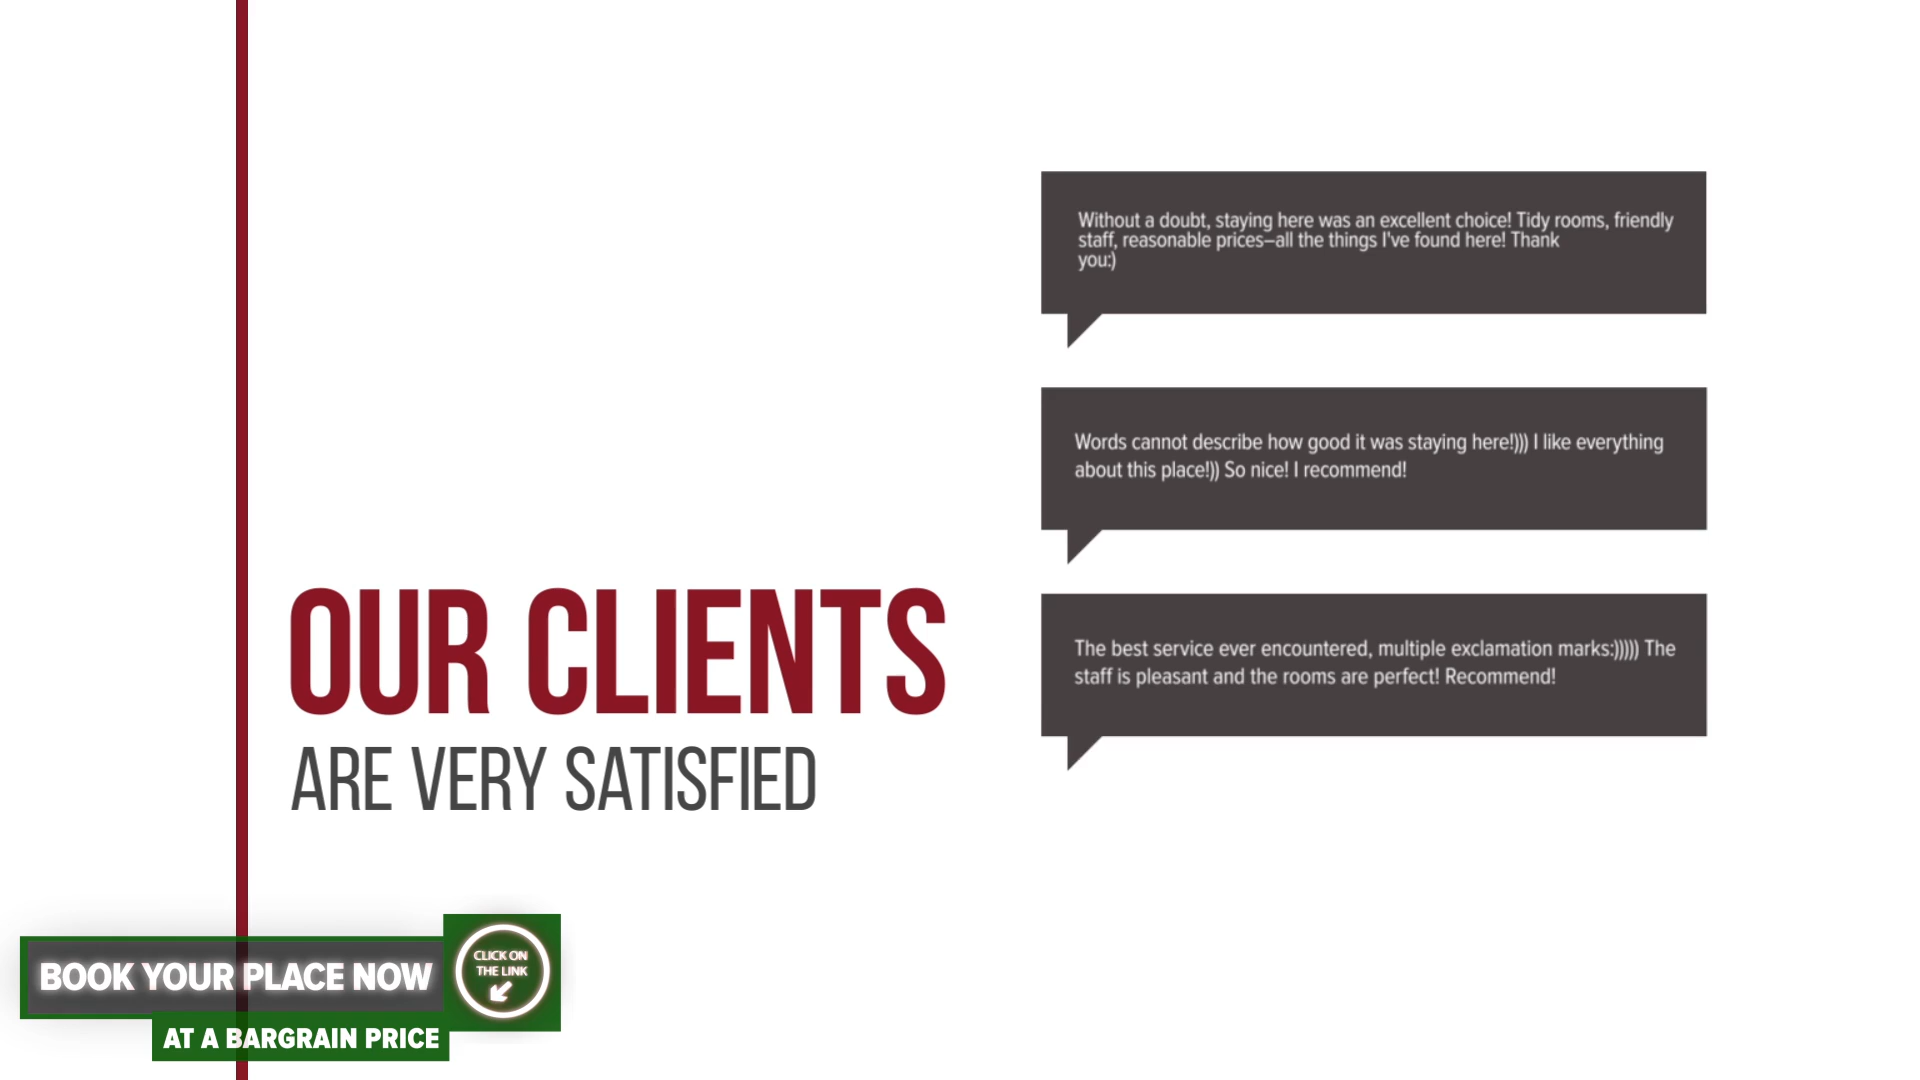 Without a doubt, staying here was an excellent choice! Tidy rooms, friendly
staff, reasonable prices–all the things I've found here! Thank
you:)
Words cannot describe how good it was staying here!))) I like everything
about this place!)) So nice! I recommend!
The best service ever encountered, multiple exclamation marks:))))) The
staff is pleasant and the rooms are perfect! Recommend!
OUR CLIENTS
ARE VERY SATISFIED
BOOK YOUR PLACE NOW
CLICK ON
THE LINK
AT A BARGRAIN PRICE